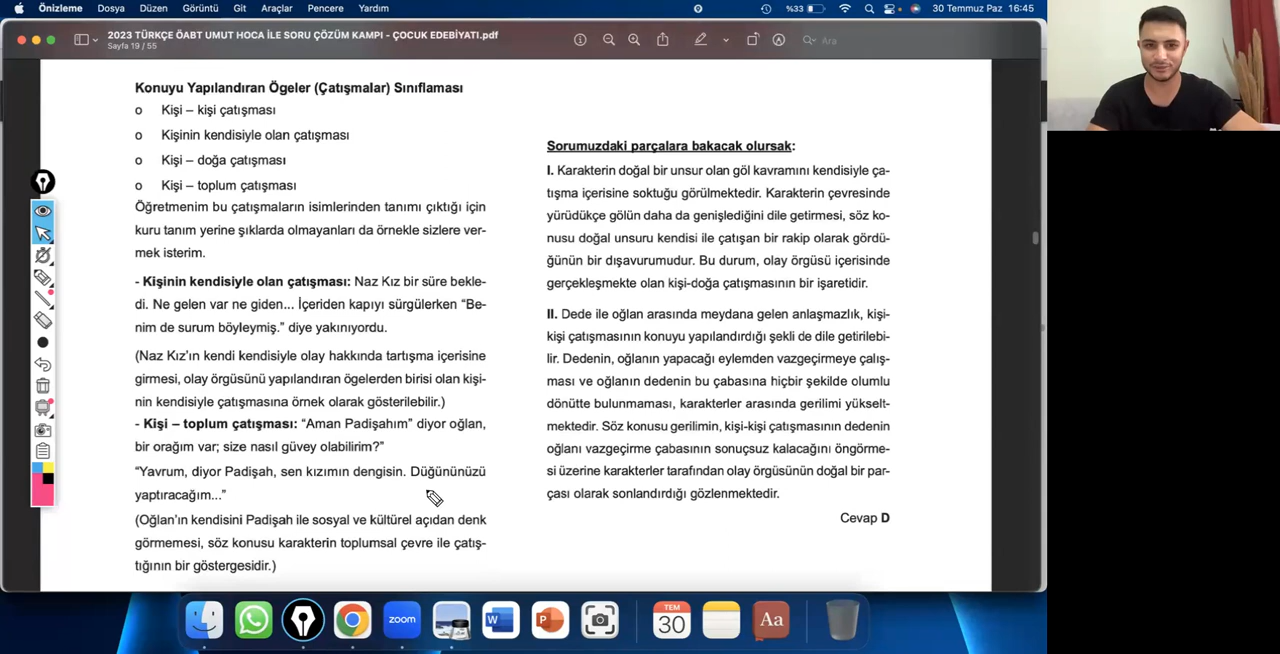 Önizleme Dosya Düzen Görüntü Git Araçlar Pencere Yardım
%33
30 Temmuz Paz 16:45
2023 TÜRKÇE ÖABT UMUT HOCA İLE SORU ÇÖZÜM KAMPI - ÇOCUK EDEBİYATI.pdf
Sayfa 19 / 55
Ara
Konuyu Yapılandıran Ögeler (Çatışmalar) Sınıflaması
o Kişi – kişi çatışması
o Kişinin kendisiyle olan çatışması
o Kişi – doğa çatışması
o Kişi – toplum çatışması
Öğretmenim bu çatışmaların isimlerinden tanımı çıktığı için
kuru tanım yerine şıklarda olmayanları da örnekle sizlere ver-
mek isterim.
- Kişinin kendisiyle olan çatışması: Naz Kız bir süre bekle-
di. Ne gelen var ne giden... İçeriden kapıyı sürgülerken “Be-
nim de surum böyleymiş.” diye yakınıyordu.
(Naz Kız’ın kendi kendisiyle olay hakkında tartışma içerisine
girmesi, olay örgüsünü yapılandıran ögelerden birisi olan kişi-
nin kendisiyle çatışmasına örnek olarak gösterilebilir.)
- Kişi – toplum çatışması: “Aman Padişahım” diyor oğlan,
bir orağım var; size nasıl güvey olabilirim?”
“Yavrum, diyor Padişah, sen kızımın dengisin. Düğününüzü
yaptıracağım...”
(Oğlan’ın kendisini Padişah ile sosyal ve kültürel açıdan denk
görmemesi, söz konusu karakterin toplumsal çevre ile çatış-
tığının bir göstergesidir.)
Sorumuzdaki parçalara bakacak olursak:
I. Karakterin doğal bir unsur olan göl kavramını kendisiyle ça-
tışma içerisine soktuğu görülmektedir. Karakterin çevresinde
yürüdükçe gölün daha da genişlediğini dile getirmesi, söz ko-
nusu doğal unsuru kendisi ile çatışan bir rakip olarak gördü-
ğünün bir dışavurumudur. Bu durum, olay örgüsü içerisinde
gerçekleşmekte olan kişi-doğa çatışmasının bir işaretidir.
II. Dede ile oğlan arasında meydana gelen anlaşmazlık, kişi-
kişi çatışmasının konuyu yapılandırdığı şekli de dile getirilebi-
lir. Dedenin, oğlanın yapacağı eylemden vazgeçirmeye çalış-
ması ve oğlanın dedenin bu çabasına hiçbir şekilde olumlu
dönütte bulunmaması, karakterler arasında gerilimi yükselt-
mektedir. Söz konusu gerilimin, kişi-kişi çatışmasının dedenin
oğlanı vazgeçirme çabasının sonuçsuz kalacağını öngörme-
si üzerine karakterler tarafından olay örgüsünün doğal bir par-
çası olarak sonlandırdığı gözlenmektedir.
Cevap D
zoom
W
P
TEM
30
Aa